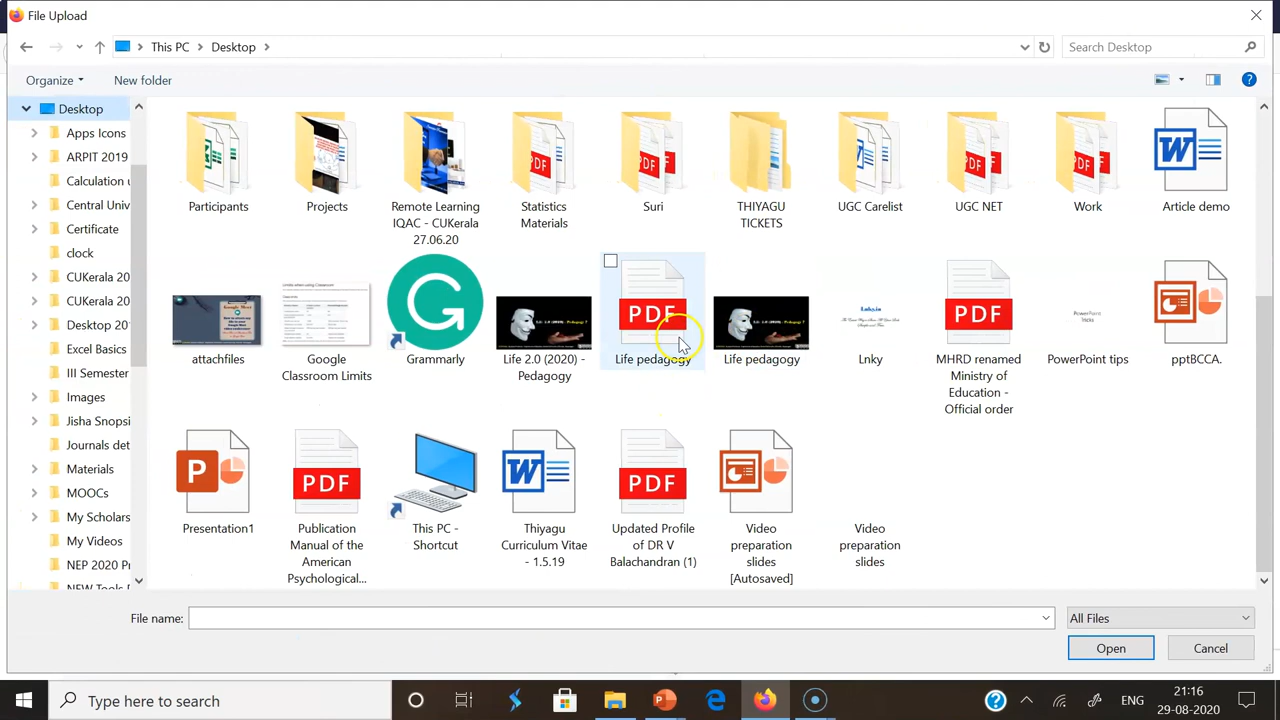 File Upload
This PC
Desktop
Search Desktop
Organize
New folder
Desktop
Apps Icons
ARPIT 2019
Calculation u
Central Univ
Certificate
clock
CUKerala 20
CUKerala 20
Desktop 20
Excel Basics
III Semester
Images
Jisha Snopsi
Journals det
Materials
MOOCs
My Scholars
My Videos
NEP 2020 Pr
NEW Tools D
Participants
Projects
Remote Learning
IQAC - CUKerala
27.06.20
Statistics
Materials
Suri
THIYAGU
TICKETS
UGC Carelist
UGC NET
Work
Article demo
attachfiles
Google
Classroom Limits
Grammarly
Life 2.0 (2020) -
Pedagogy
PDF
Life pedagogy
Life pedagogy
Lnky
PDF
MHRD renamed
Ministry of
Education -
Official order
PowerPoint
Tricks
PowerPoint tips
pptBCCA.
Presentation1
PDF
Publication
Manual of the
American
Psychological...
This PC -
Shortcut
Thiyagu
Curriculum Vitae
- 1.5.19
PDF
Updated Profile
of DR V
Balachandran (1)
Video
preparation
slides
[Autosaved]
Video
preparation
slides
File name:
All Files
Open
Cancel
Type here to search
ENG
21:16
29-08-2020